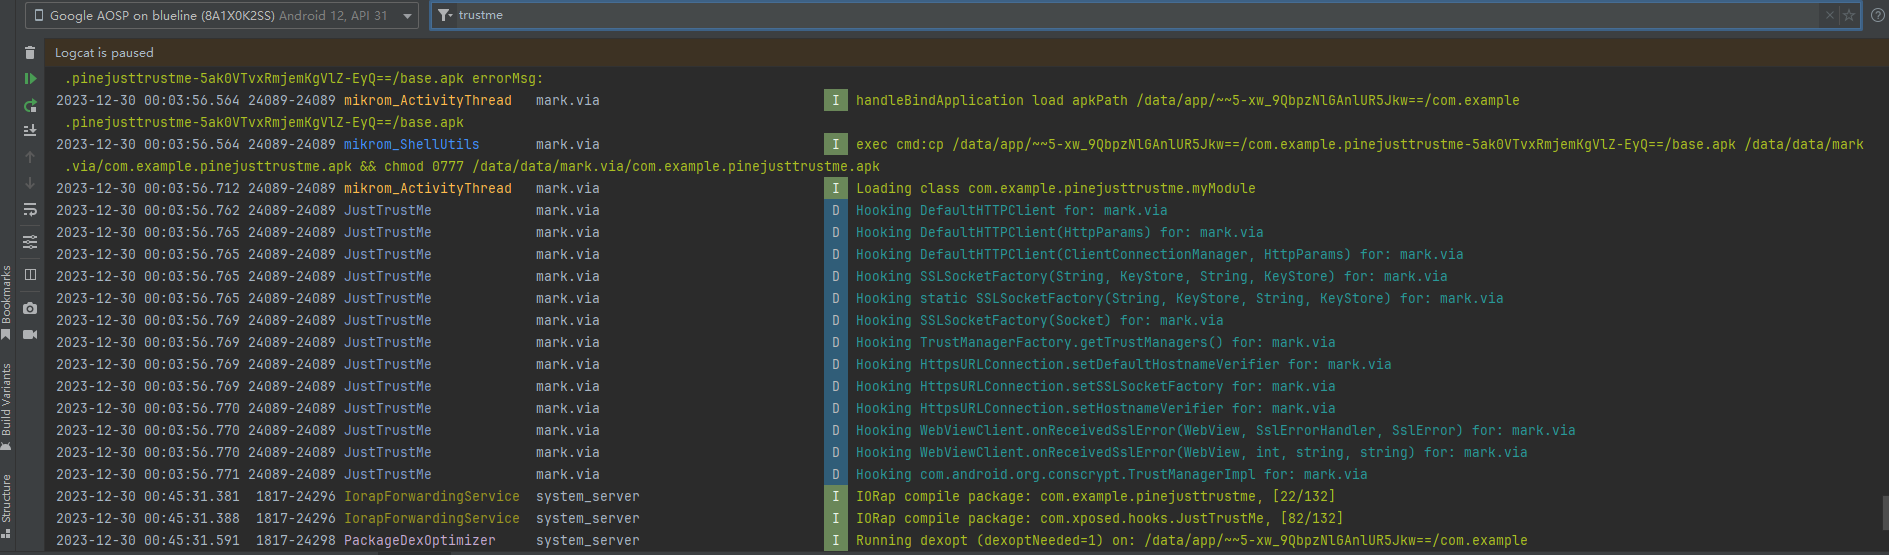 Google AOSP on blueline (8A1X0K2SS) Android 12, API 31
trustme
Logcat is paused
.pinejusttrustme-5ak0VTvxRmjemKgVlZ-EyQ==/base.apk errorMsg:
2023-12-30 00:03:56.564 24089-24089 mikrom_ActivityThread mark.via I handleBindApplication load apkPath /data/app/~~5-xw_9QbpzNlGAnlUR5Jkw==/com.example
.pinejusttrustme-5ak0VTvxRmjemKgVlZ-EyQ==/base.apk
2023-12-30 00:03:56.564 24089-24089 mikrom_ShellUtils mark.via I exec cmd:cp /data/app/~~5-xw_9QbpzNlGAnlUR5Jkw==/com.example.pinejusttrustme-5ak0VTvxRmjemKgVlZ-EyQ==/base.apk /data/data/mark
.via/com.example.pinejusttrustme.apk && chmod 0777 /data/data/mark.via/com.example.pinejusttrustme.apk
2023-12-30 00:03:56.712 24089-24089 mikrom_ActivityThread mark.via I Loading class com.example.pinejusttrustme.myModule
2023-12-30 00:03:56.762 24089-24089 JustTrustMe mark.via D Hooking DefaultHTTPClient for: mark.via
2023-12-30 00:03:56.765 24089-24089 JustTrustMe mark.via D Hooking DefaultHTTPClient(HttpParams) for: mark.via
2023-12-30 00:03:56.765 24089-24089 JustTrustMe mark.via D Hooking DefaultHTTPClient(ClientConnectionManager, HttpParams) for: mark.via
2023-12-30 00:03:56.765 24089-24089 JustTrustMe mark.via D Hooking SSLSocketFactory(String, KeyStore, String, KeyStore) for: mark.via
2023-12-30 00:03:56.765 24089-24089 JustTrustMe mark.via D Hooking static SSLSocketFactory(String, KeyStore, String, KeyStore) for: mark.via
2023-12-30 00:03:56.769 24089-24089 JustTrustMe mark.via D Hooking SSLSocketFactory(Socket) for: mark.via
2023-12-30 00:03:56.769 24089-24089 JustTrustMe mark.via D Hooking TrustManagerFactory.getTrustManagers() for: mark.via
2023-12-30 00:03:56.769 24089-24089 JustTrustMe mark.via D Hooking HttpsURLConnection.setDefaultHostnameVerifier for: mark.via
2023-12-30 00:03:56.769 24089-24089 JustTrustMe mark.via D Hooking HttpsURLConnection.setSSLSocketFactory for: mark.via
2023-12-30 00:03:56.770 24089-24089 JustTrustMe mark.via D Hooking HttpsURLConnection.setHostnameVerifier for: mark.via
2023-12-30 00:03:56.770 24089-24089 JustTrustMe mark.via D Hooking WebViewClient.onReceivedSslError(WebView, SslErrorHandler, SslError) for: mark.via
2023-12-30 00:03:56.770 24089-24089 JustTrustMe mark.via D Hooking WebViewClient.onReceivedSslError(WebView, int, string, string) for: mark.via
2023-12-30 00:03:56.771 24089-24089 JustTrustMe mark.via D Hooking com.android.org.conscrypt.TrustManagerImpl for: mark.via
2023-12-30 00:45:31.381 1817-24296 IorapForwardingService system_server I IORap compile package: com.example.pinejusttrustme, [22/132]
2023-12-30 00:45:31.388 1817-24296 IorapForwardingService system_server I IORap compile package: com.xposed.hooks.JustTrustMe, [82/132]
2023-12-30 00:45:31.591 1817-24298 PackageDexOptimizer system_server I Running dexopt (dexoptNeeded=1) on: /data/app/~~5-xw_9QbpzNlGAnlUR5Jkw==/com.example
Bookmarks
Build Variants
Structure